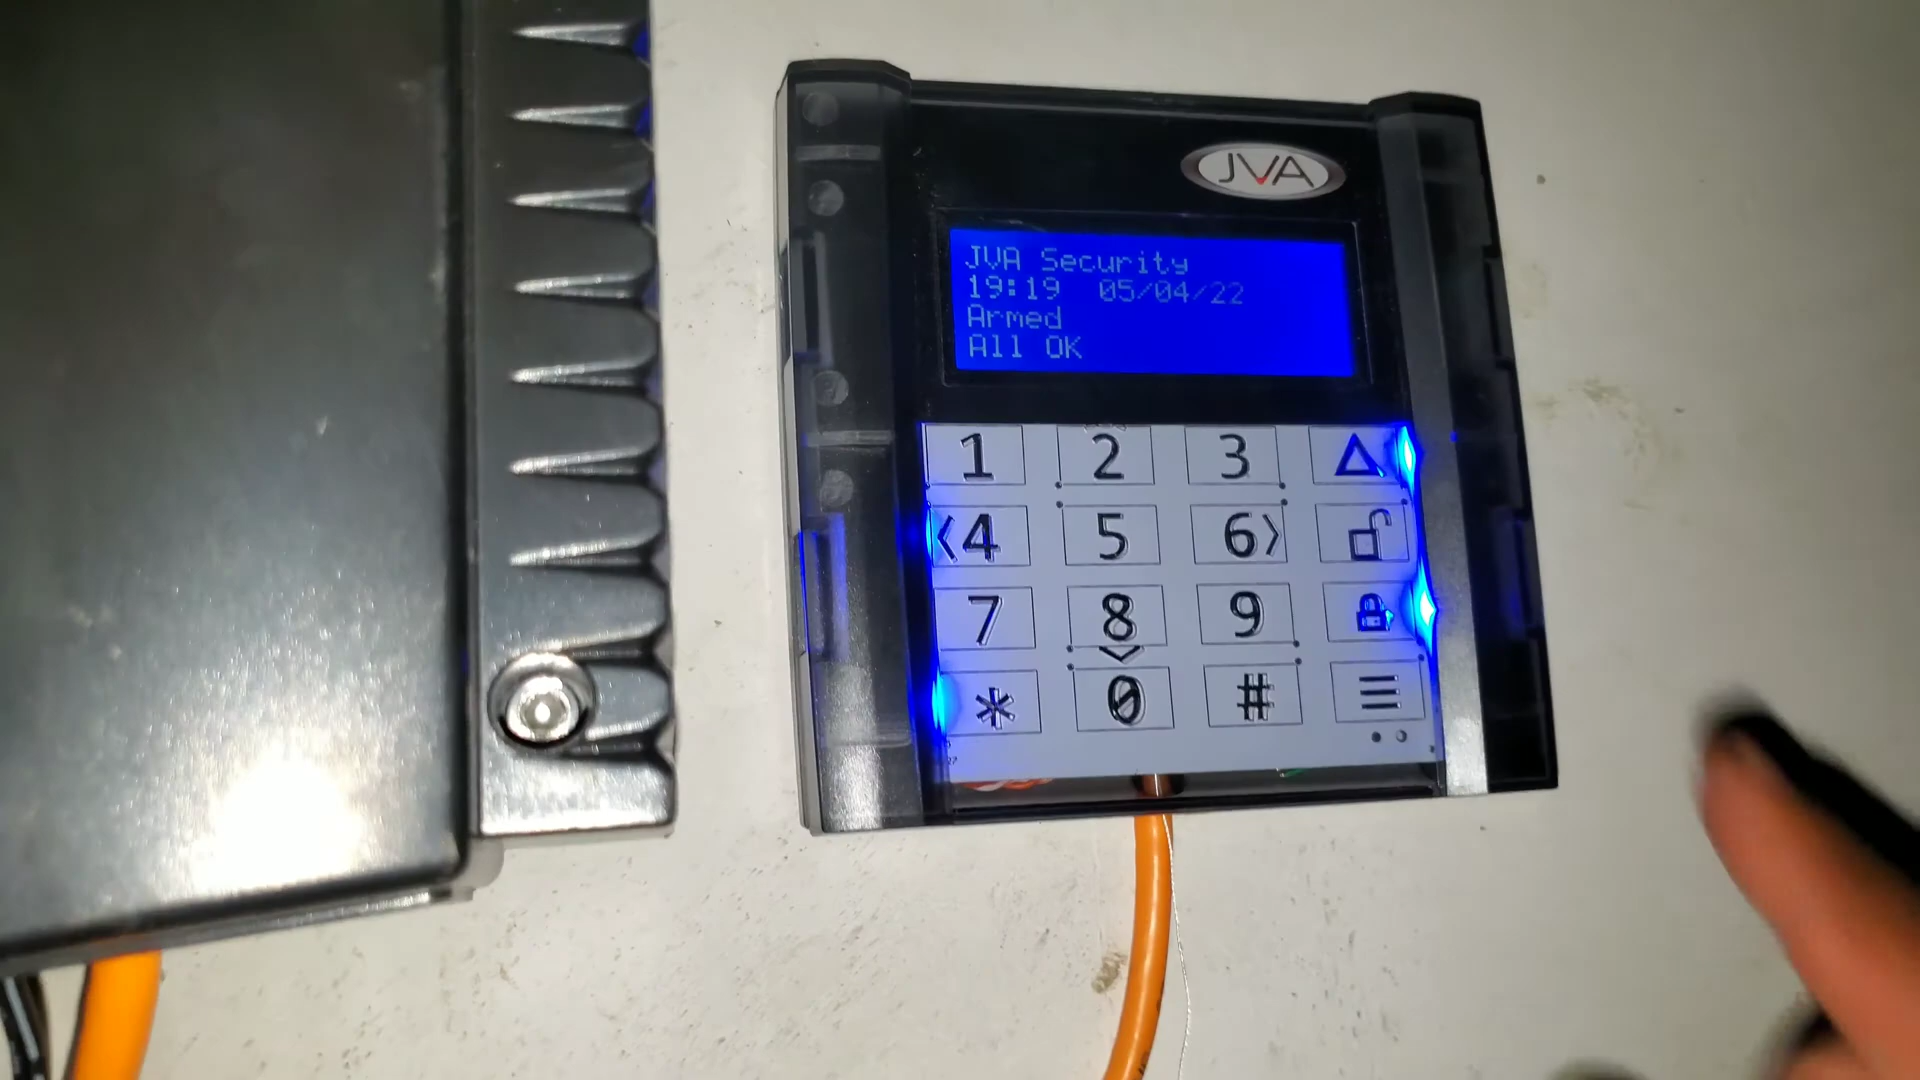 JVA
JVA Security
19:19 05/04/22
Armed
All OK
1 2 3
<4 5 6>
7 8 9
* 0 #